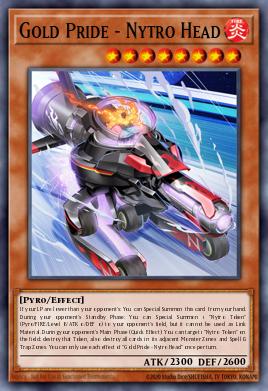 Gold Pride - Nytro Head
FIRE
炎
[Pyro/Effect]
If your LP are lower than your opponent's: You can Special Summon this card from your hand.
During your opponent's Standby Phase: You can Special Summon 1 "Nytro Token"
(Pyro/FIRE/Level 8/ATK ?/DEF ?) to your opponent's field, but it cannot be used as Link
Material. During your opponent's Main Phase (Quick Effect): You can target 1 "Nytro Token" on
the field; destroy that Token, also destroy all cards in its adjacent Monster Zones and Spell &
Trap Zones. You can only use each effect of "Gold Pride - Nytro Head" once per turn.
ATK/2300 DEF/2600
©2020 Studio Dice/SHUEISHA, TV TOKYO, KONAMI